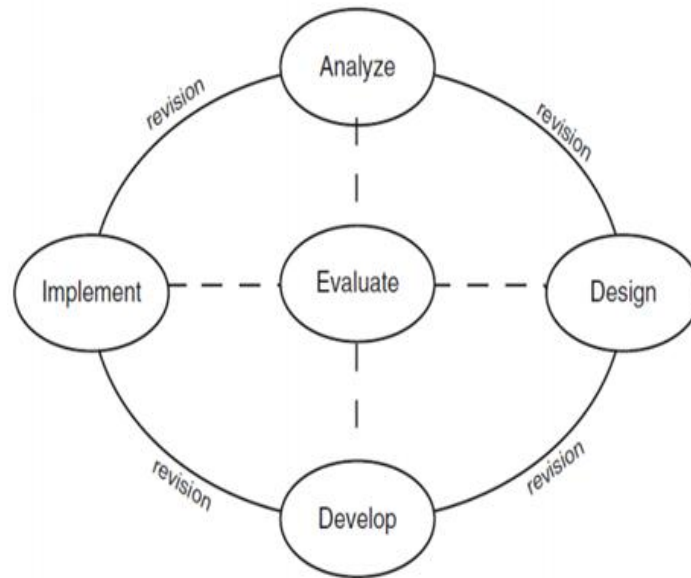 Analyze
revision
revision
Implement
Evaluate
Design
revision
revision
Develop